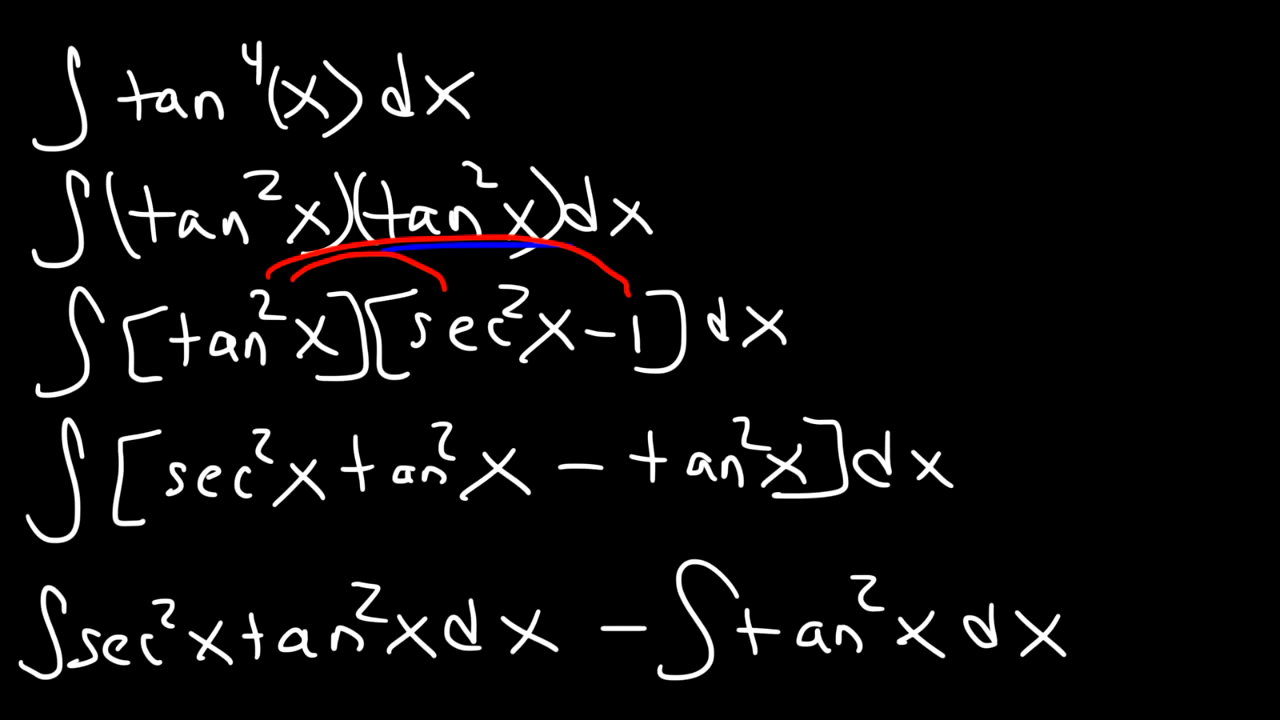 ∫ tan⁴(x) dx
∫(tan²x)(tan²x)dx
∫[tan²x][sec²x-1]dx
∫[sec²x tan²x - tan²x]dx
∫sec²x tan²x dx - ∫tan²x dx